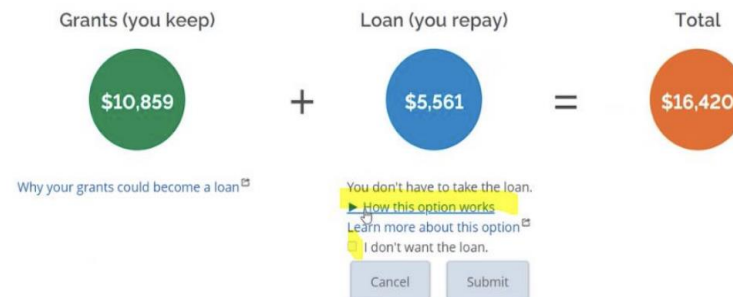 Grants (you keep)
Loan (you repay)
Total
$10,859
+
$5,561
=
$16,420
Why your grants could become a loan
You don't have to take the loan.
► How this option works
Learn more about this option
I don't want the loan.
Cancel
Submit